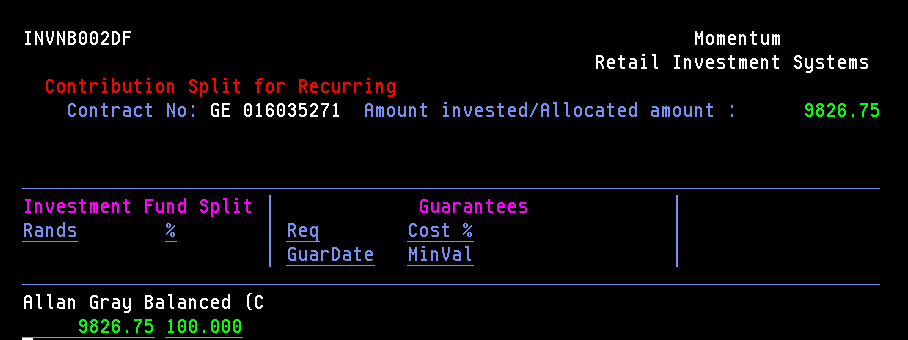 INVNB002DF Momentum
Retail Investment Systems
Contribution Split for Recurring
Contract No: GE 016035271 Amount invested/Allocated amount : 9826.75
Investment Fund Split Guarantees
Rands % Req Cost %
GuarDate MinVal
Allan Gray Balanced (C
9826.75 100.000